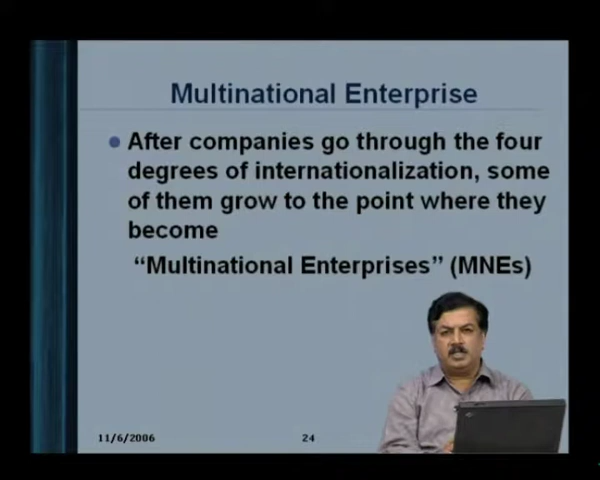 Multinational Enterprise
After companies go through the four
degrees of internationalization, some
of them grow to the point where they
become
“Multinational Enterprises” (MNEs)
11/6/2006
24